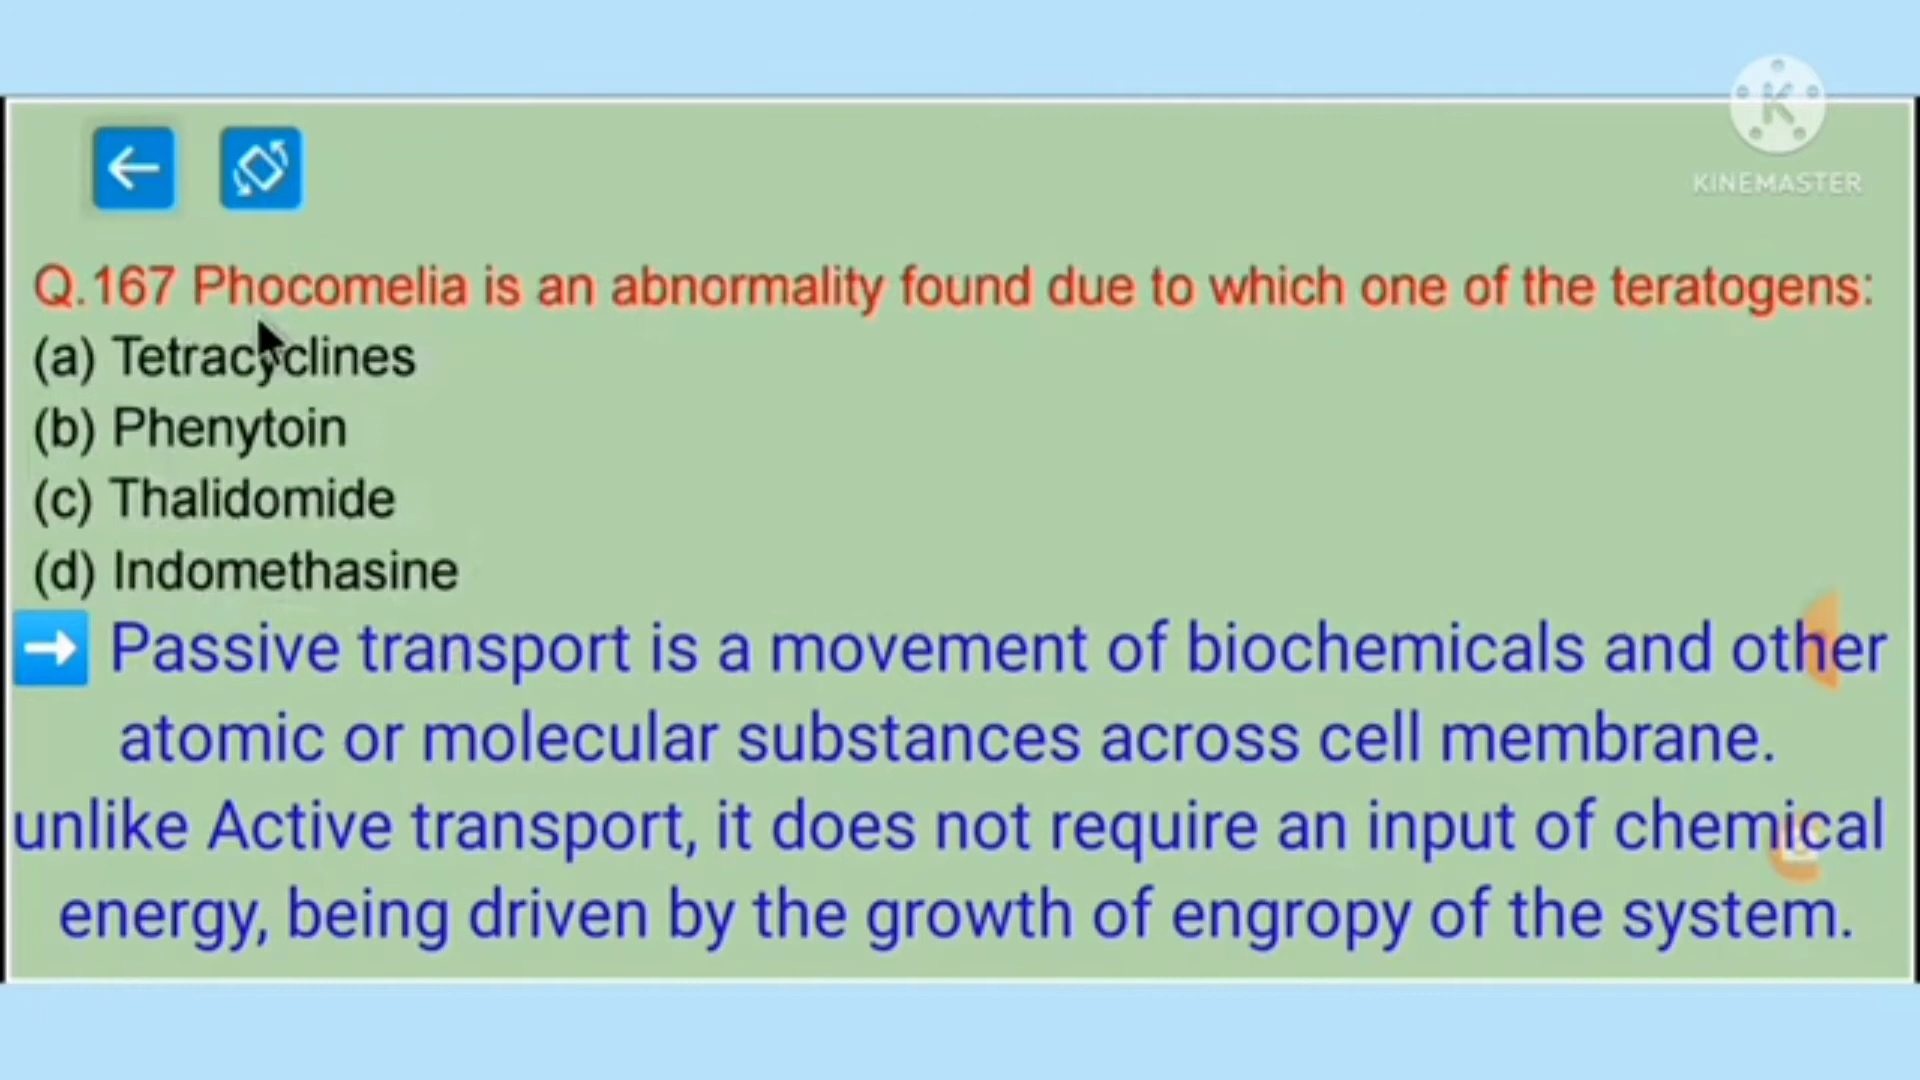 KINEMASTER
Q.167 Phocomelia is an abnormality found due to which one of the teratogens:
(a) Tetracyclines
(b) Phenytoin
(c) Thalidomide
(d) Indomethasine
Passive transport is a movement of biochemicals and other
atomic or molecular substances across cell membrane.
unlike Active transport, it does not require an input of chemical
energy, being driven by the growth of engropy of the system.